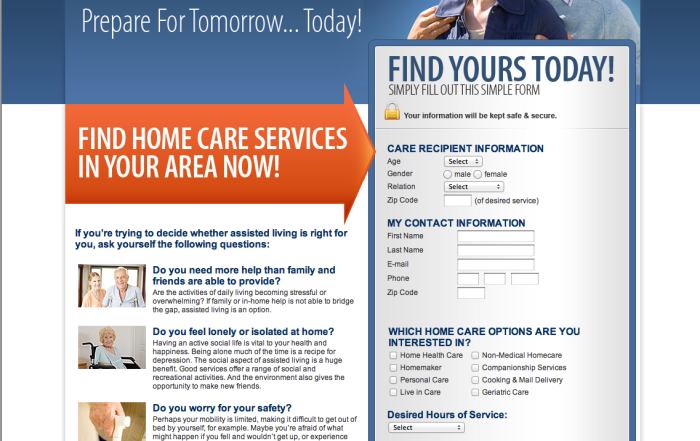 Prepare For Tomorrow... Today!
FIND HOME CARE SERVICES
IN YOUR AREA NOW!
If you're trying to decide whether assisted living is right for
you, ask yourself the following questions:
Do you need more help than family and
friends are able to provide?
Are the activities of daily living becoming stressful or
overwhelming? If family or in-home help is not able to bridge
the gap, assisted living is an option.
Do you feel lonely or isolated at home?
Having an active social life is vital to your health and
happiness. Being alone much of the time is a recipe for
depression. The social aspect of assisted living is a huge
benefit. Good services offer a range of social and
recreational activities. And the environment also gives the
opportunity to make new friends.
Do you worry for your safety?
Perhaps your mobility is limited, making it difficult to get out of
bed by yourself, for example. Maybe you're afraid of what
might happen if you fell and wouldn't get up, or experience
FIND YOURS TODAY!
SIMPLY FILL OUT THIS SIMPLE FORM
Your information will be kept safe & secure.
CARE RECIPIENT INFORMATION
Age Select
Gender male female
Relation Select
Zip Code (of desired service)
MY CONTACT INFORMATION
First Name
Last Name
E-mail
Phone
Zip Code
WHICH HOME CARE OPTIONS ARE YOU
INTERESTED IN?
Home Health Care Non-Medical Homecare
Homemaker Companionship Services
Personal Care Cooking & Mail Delivery
Live in Care Geriatric Care
Desired Hours of Service:
Select